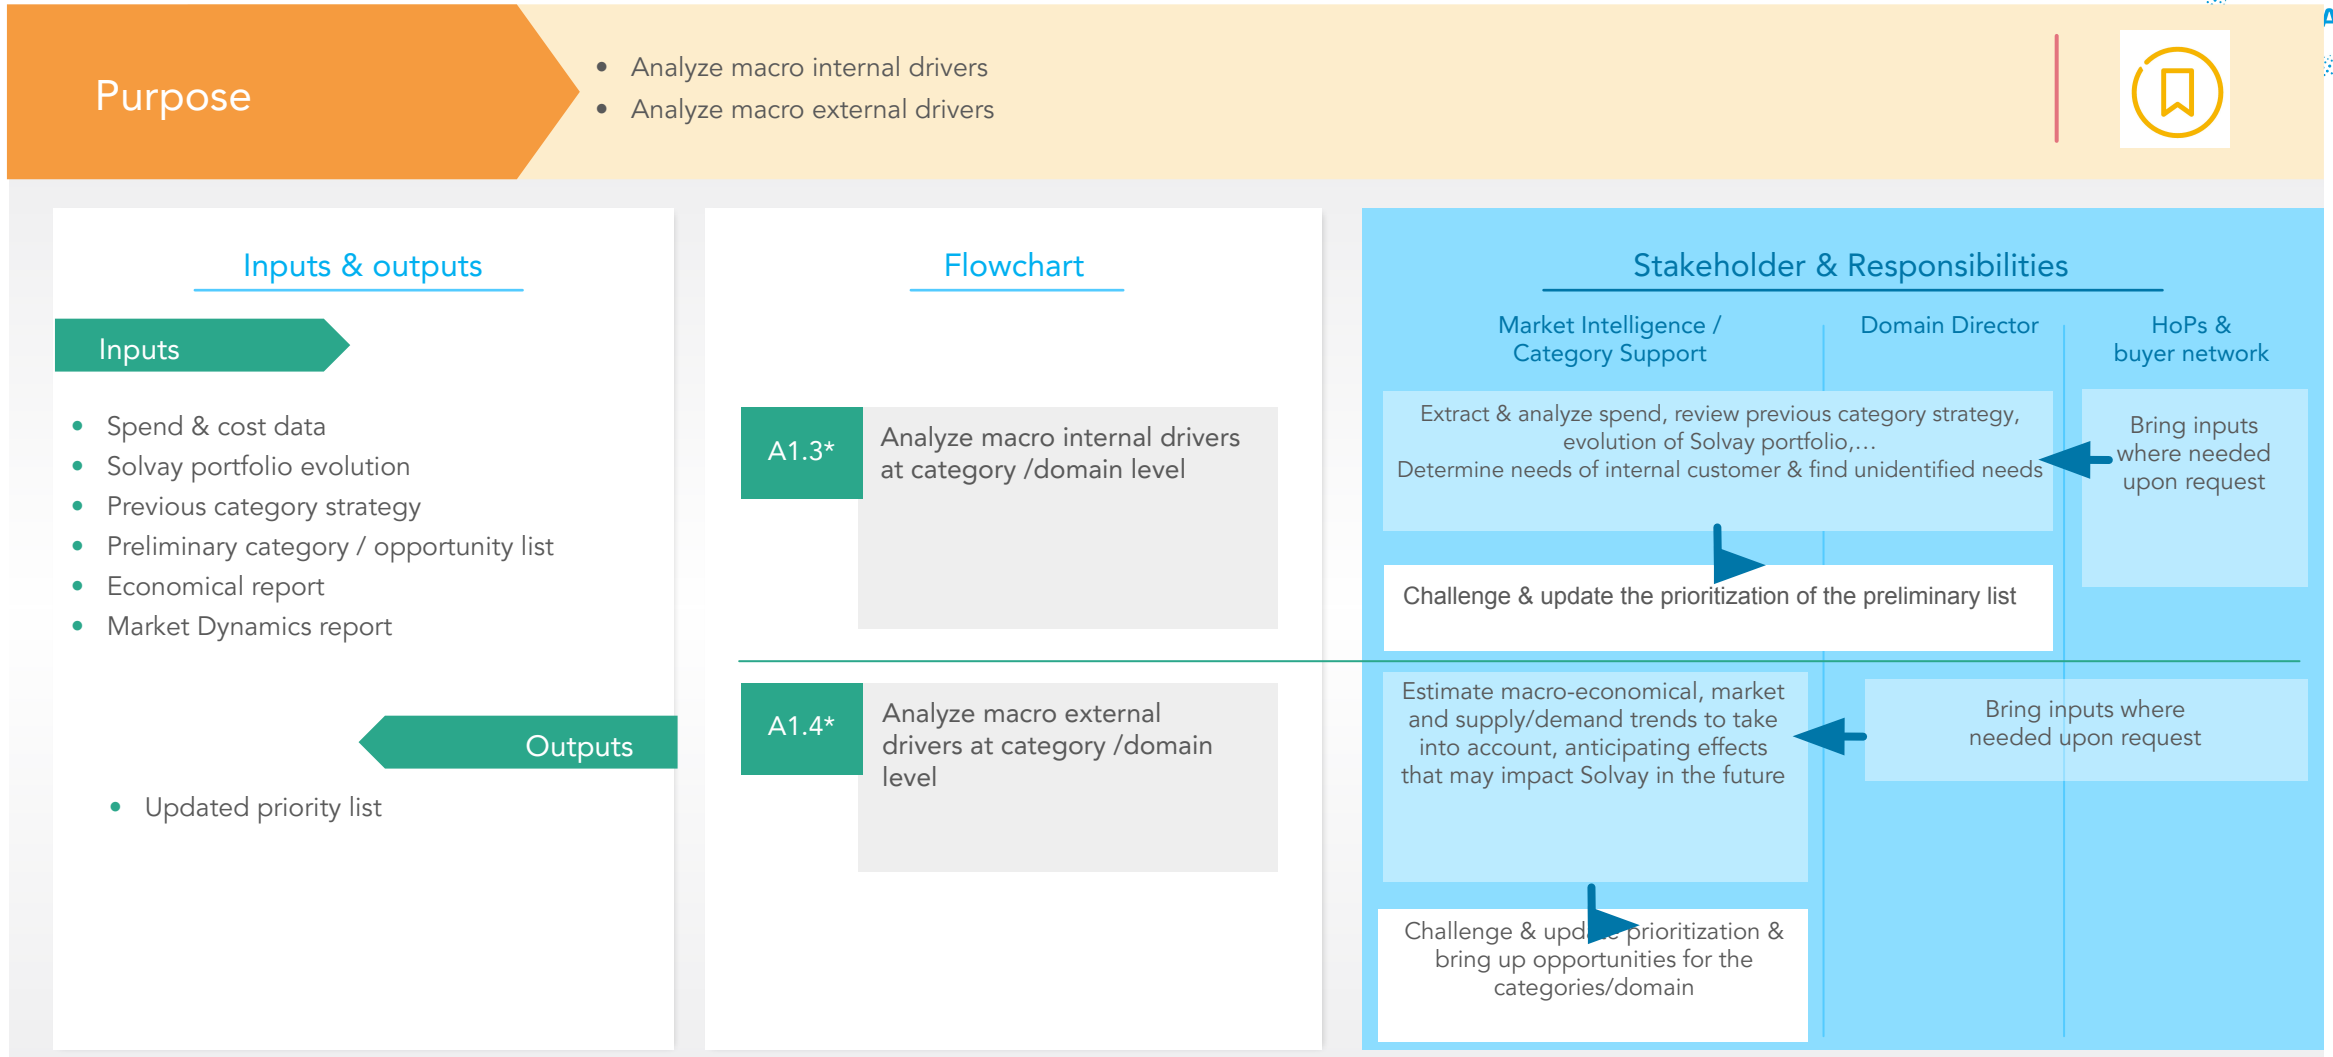 Purpose
Analyze macro internal drivers
Analyze macro external drivers
Inputs & outputs
Inputs
Spend & cost data
Solvay portfolio evolution
Previous category strategy
Preliminary category / opportunity list
Economical report
Market Dynamics report
Outputs
Updated priority list
Flowchart
A1.3*
Analyze macro internal drivers
at category /domain level
A1.4*
Analyze macro external
drivers at category /domain
level
Stakeholder & Responsibilities
Market Intelligence /
Category Support
Domain Director
HoPs &
buyer network
Extract & analyze spend, review previous category strategy,
evolution of Solvay portfolio,…
Determine needs of internal customer & find unidentified needs
Bring inputs
where needed
upon request
Challenge & update the prioritization of the preliminary list
Estimate macro-economical, market
and supply/demand trends to take
into account, anticipating effects
that may impact Solvay in the future
Bring inputs where
needed upon request
Challenge & update prioritization &
bring up opportunities for the
categories/domain